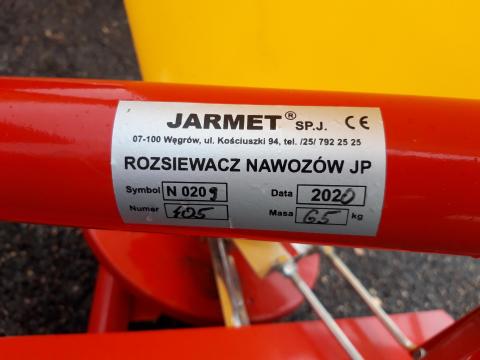 JARMET® SP.J. CE
07-100 Węgrów, ul. Kościuszki 94, tel. /25/ 792 25 25
ROZSIEWACZ NAWOZÓW JP
Symbol N 0209 Data 2020
Numer 405 Masa 65 kg